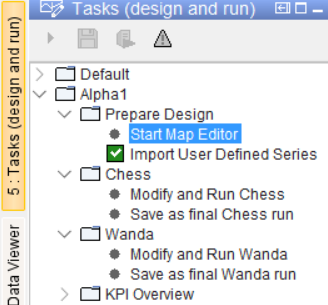 Tasks (design and run)
5 : Tasks (design and run)
Data Viewer
Default
Alpha1
Prepare Design
Start Map Editor
Import User Defined Series
Chess
Modify and Run Chess
Save as final Chess run
Wanda
Modify and Run Wanda
Save as final Wanda run
KPI Overview